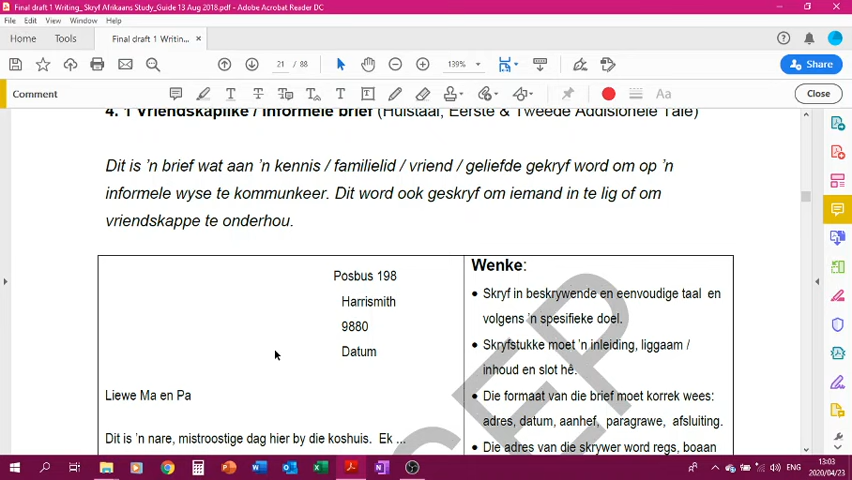 Final draft 1 Writing_ Skryf Afrikaans Study_Guide 13 Aug 2018.pdf - Adobe Acrobat Reader DC
File Edit View Window Help
Home Tools Final draft 1 Writin... ×
21 / 88 139% Share
Comment Aa Close
4. 1 Vriendskaplike / Informele brief (Huistaal, Eerste & Tweede Addisionele Tale)
Dit is 'n brief wat aan 'n kennis / familielid / vriend / geliefde gekryf word om op 'n
informele wyse te kommunkeer. Dit word ook geskryf om iemand in te lig of om
vriendskappe te onderhou.
Posbus 198
Harrismith
9880
Datum
Liewe Ma en Pa
Dit is 'n nare, mistroostige dag hier by die koshuis. Ek ...
Wenke:
• Skryf in beskrywende en eenvoudige taal en
volgens 'n spesifieke doel.
• Skryfstukke moet 'n inleiding, liggaam /
inhoud en slot hê.
• Die formaat van die brief moet korrek wees:
adres, datum, aanhef, paragrawe, afsluiting.
• Die adres van die skrywer word regs, boaan
ENG
13:03
2020/04/23